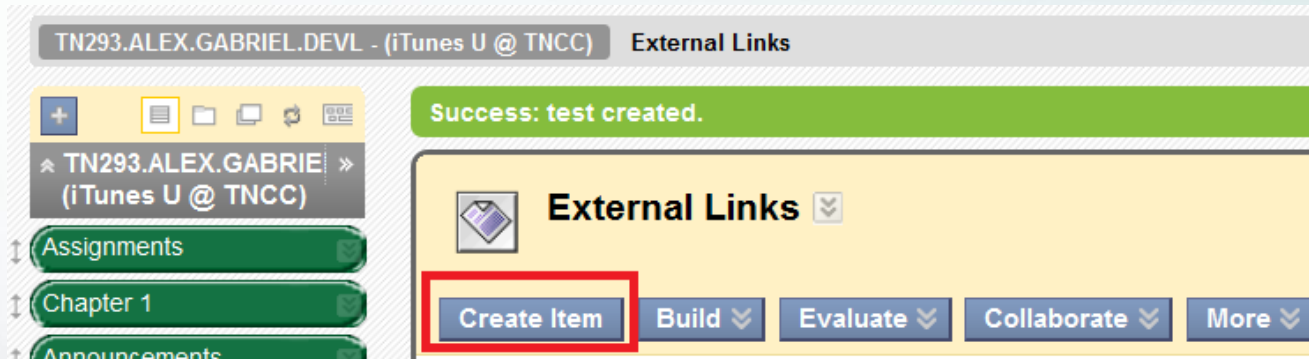 TN293.ALEX.GABRIEL.DEVL - (iTunes U @ TNCC) External Links
Success: test created.
TN293.ALEX.GABRIE
(iTunes U @ TNCC)
External Links
Assignments
Chapter 1
Announcements
Create Item Build Evaluate Collaborate More